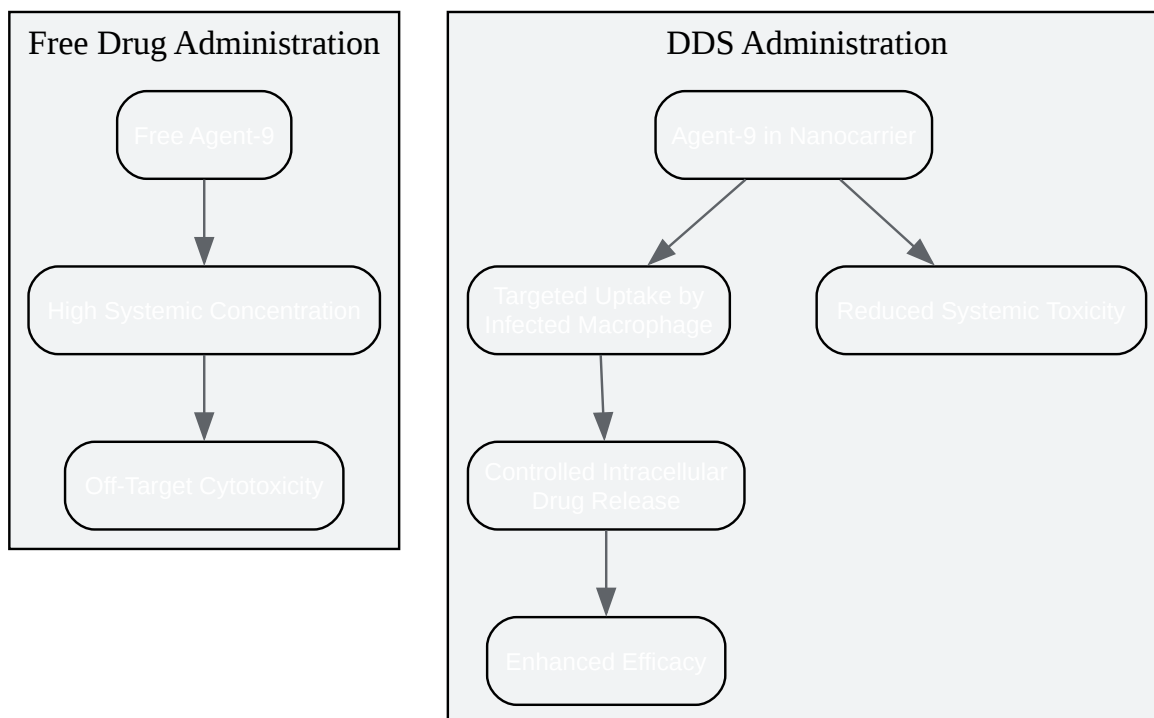 Free Drug Administration
Free Agent-9
High Systemic Concentration
Off-Target Cytotoxicity
DDS Administration
Agent-9 in Nanocarrier
Targeted Uptake by
Infected Macrophage
Reduced Systemic Toxicity
Controlled Intracellular
Drug Release
Enhanced Efficacy